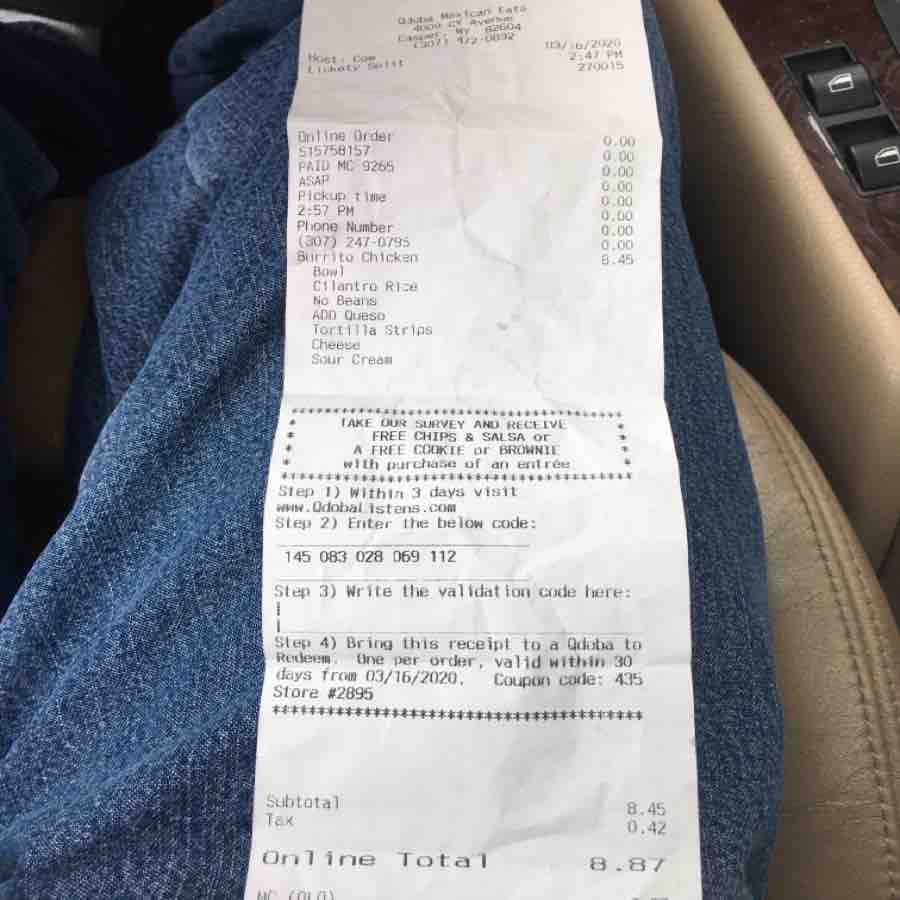 Qdoba Mexican Eats
4009 CY Avenue
Casper, WY 82604
(307) 472-0892
Host: Cow 03/16/2020
Lickety Split 2:47 PM
270015
Online Order 0.00
515758157 0.00
PAID MC 9265 0.00
ASAP 0.00
Pickup time 0.00
2:57 PM 0.00
Phone Number 0.00
(307) 247-0795 0.00
Burrito Chicken 8.45
Bowl
Cilantro Rice
No Beans
ADD Queso
Tortilla Strips
Cheese
Sour Cream
****************************************
* TAKE OUR SURVEY AND RECEIVE *
* FREE CHIPS & SALSA or *
* A FREE COOKIE or BROWNIE *
* with purchase of an entrée *
****************************************
Step 1) Within 3 days visit
www.QdobaListens.com
Step 2) Enter the below code:
145 083 028 069 112
Step 3) Write the validation code here:
|
|
Step 4) Bring this receipt to a Qdoba to
Redeem. One per order, valid within 30
days from 03/16/2020. Coupon code: 435
Store #2895
****************************************
Subtotal 8.45
Tax 0.42
Online Total 8.87